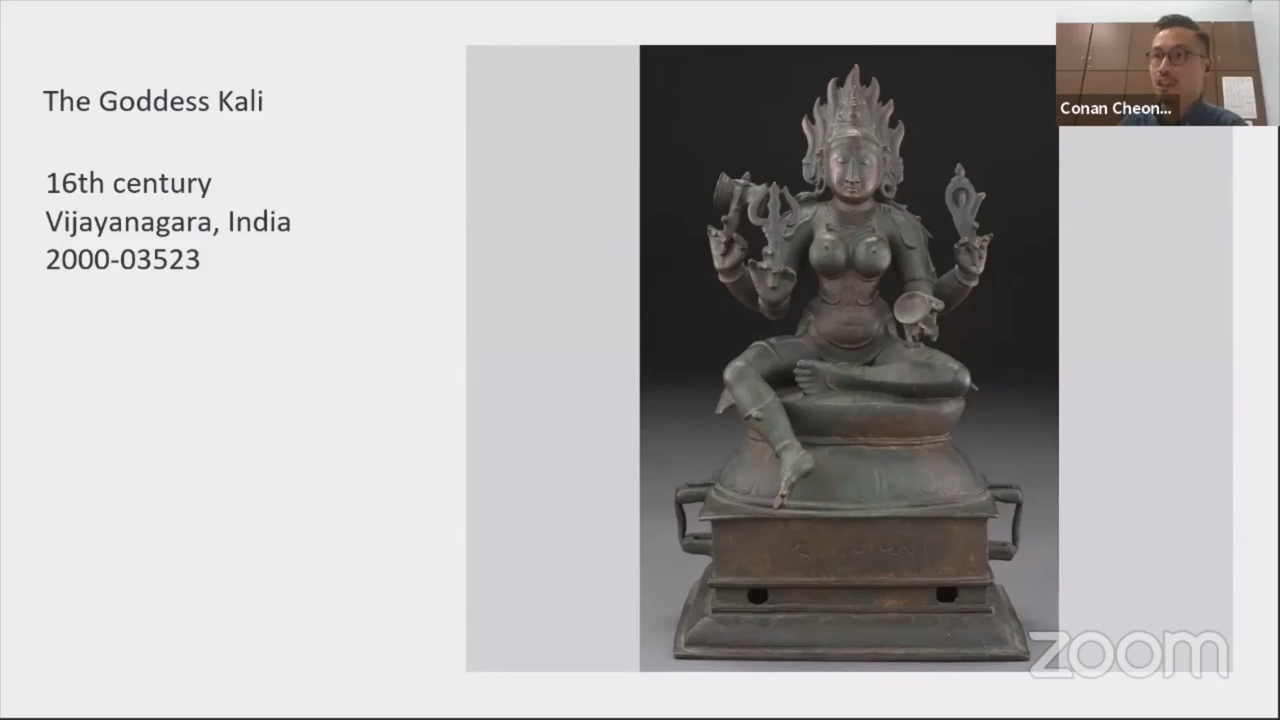 The Goddess Kali
16th century
Vijayanagara, India
2000-03523
Conan Cheon...
zoom